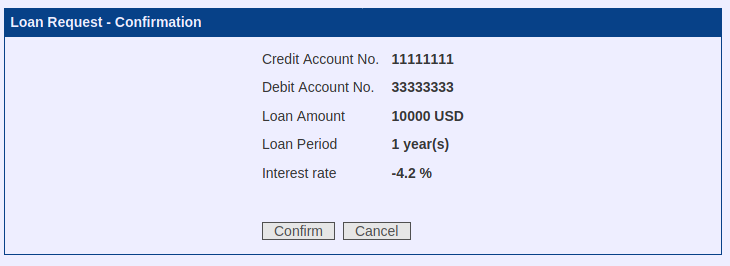 Loan Request - Confirmation
Credit Account No. 11111111
Debit Account No. 33333333
Loan Amount 10000 USD
Loan Period 1 year(s)
Interest rate -4.2 %
Confirm Cancel